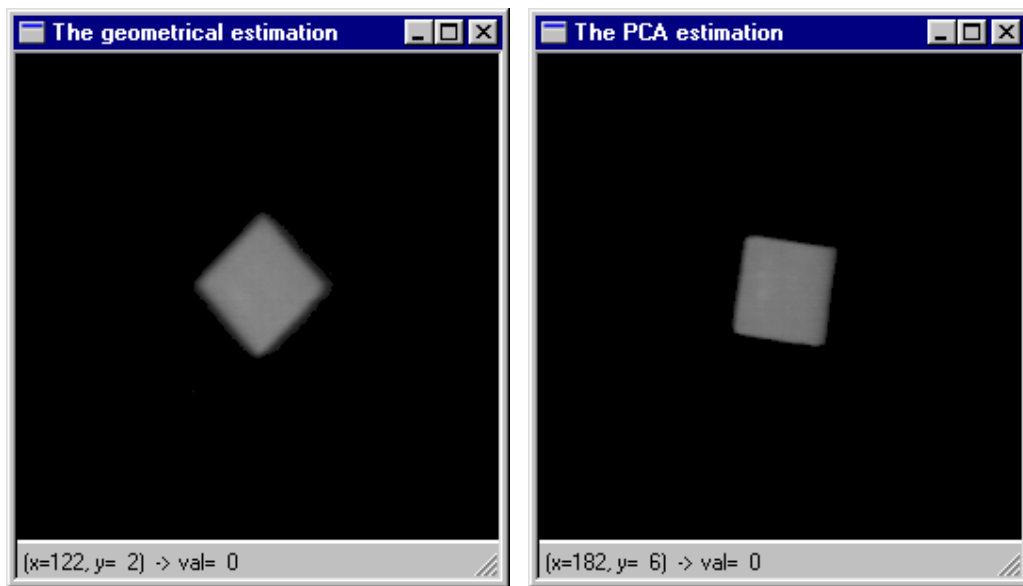 The geometrical estimation
The PCA estimation
(x=122, y=  2)  -> val=  0
(x=182, y=  6)  -> val=  0